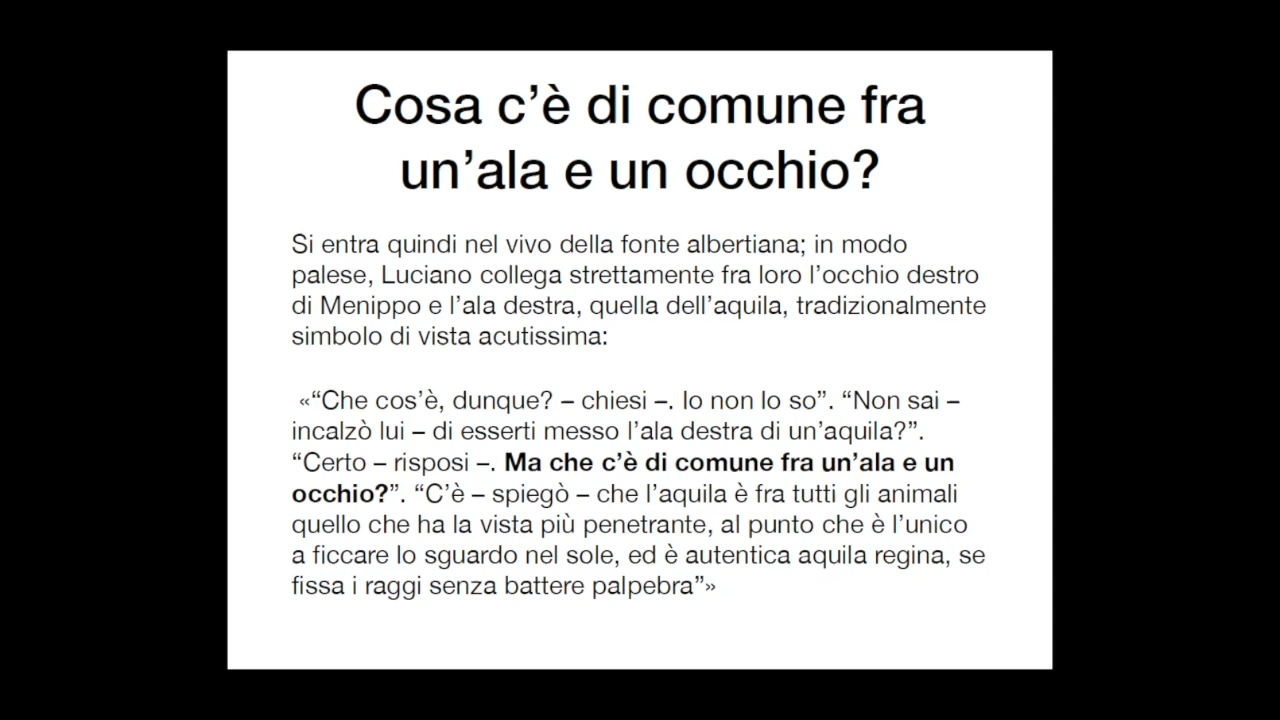 Cosa c’è di comune fra
un’ala e un occhio?
Si entra quindi nel vivo della fonte albertiana; in modo
palese, Luciano collega strettamente fra loro l’occhio destro
di Menippo e l’ala destra, quella dell’aquila, tradizionalmente
simbolo di vista acutissima:
«“Che cos’è, dunque? – chiesi –. Io non lo so”. “Non sai –
incalzò lui – di esserti messo l’ala destra di un’aquila?”.
“Certo – risposi –. Ma che c’è di comune fra un’ala e un
occhio?”. “C’è – spiegò – che l’aquila è fra tutti gli animali
quello che ha la vista più penetrante, al punto che è l’unico
a ficcare lo sguardo nel sole, ed è autentica aquila regina, se
fissa i raggi senza battere palpebra”»